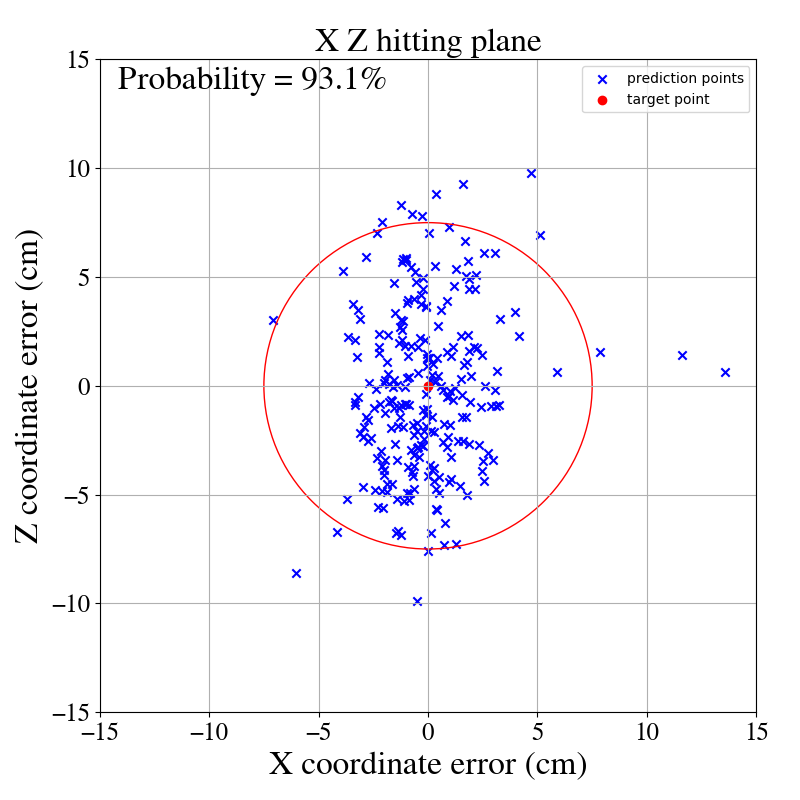 X Z hitting plane
Probability = 93.1%
prediction points
target point
Z coordinate error (cm)
15
10
5
0
−5
−10
−15
−15
−10
−5
0
5
10
15
X coordinate error (cm)